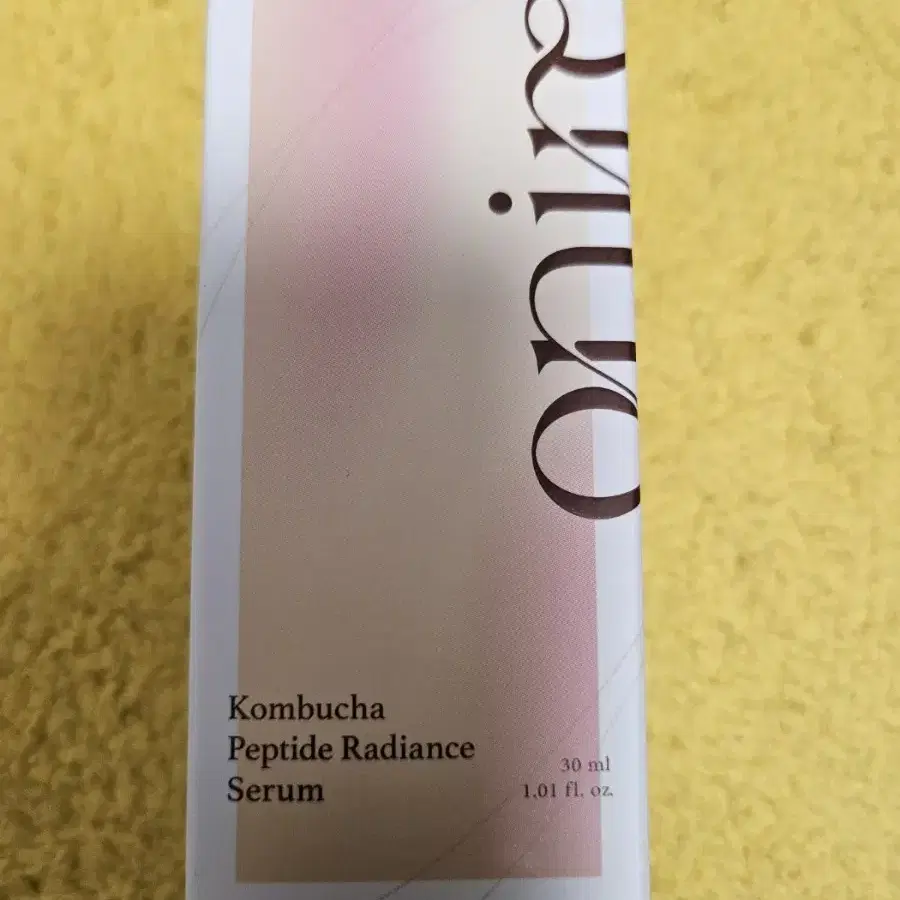 Kombucha
Peptide Radiance
Serum
30 ml
1.01 fl. oz.